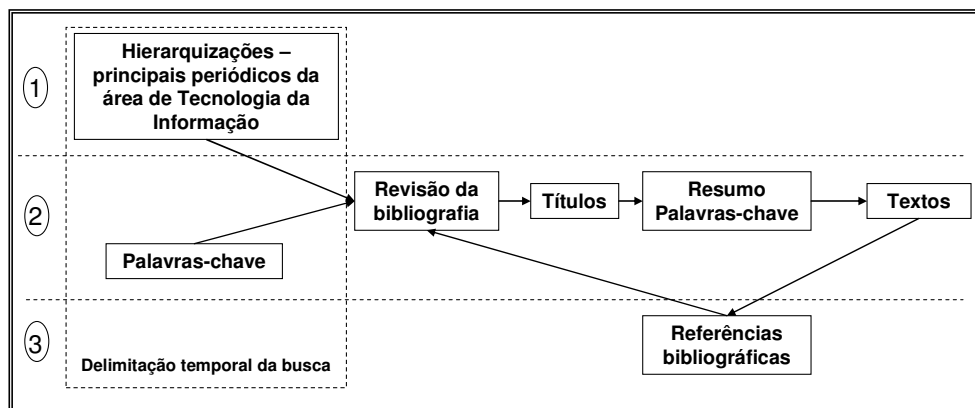 1
Hierarquizações –
principais periódicos da
área de Tecnologia da
Informação
2
Revisão da
bibliografia
Títulos
Resumo
Palavras-chave
Textos
Palavras-chave
3
Delimitação temporal da busca
Referências
bibliográficas